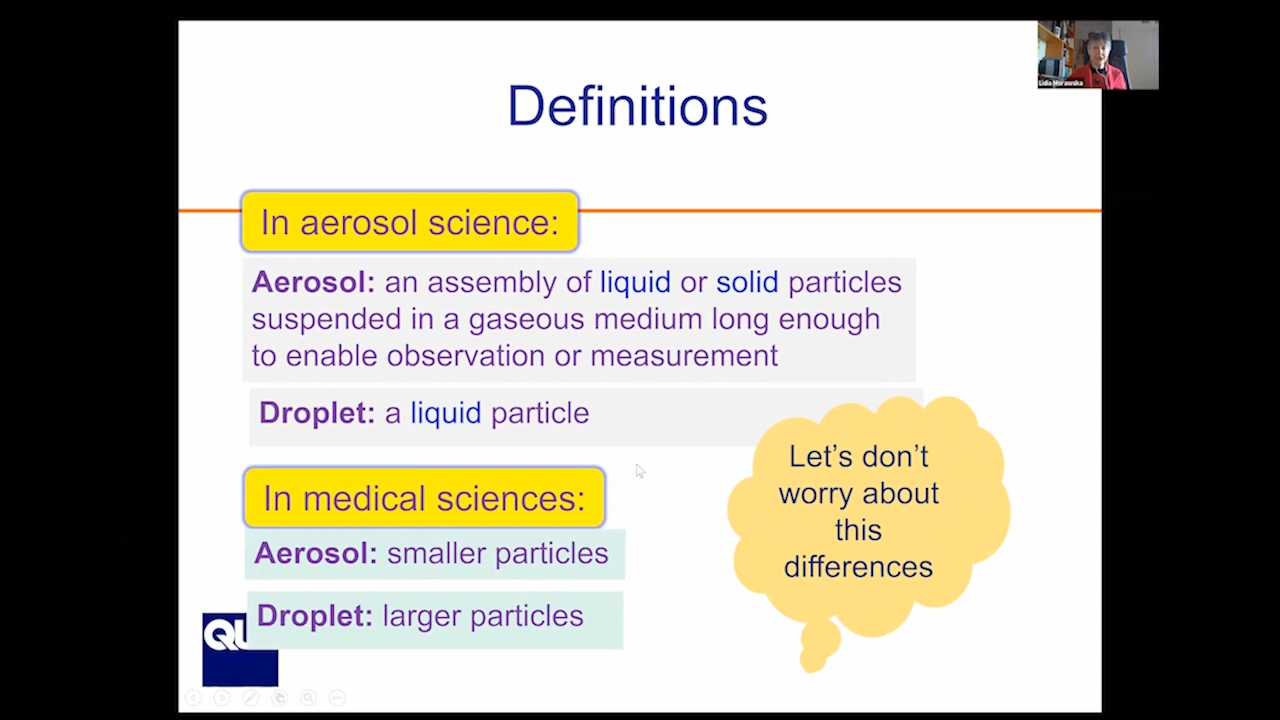 Lidia Morawska
Definitions
In aerosol science:
Aerosol: an assembly of liquid or solid particles
suspended in a gaseous medium long enough
to enable observation or measurement
Droplet: a liquid particle
Let’s don’t
worry about
this
differences
In medical sciences:
Aerosol: smaller particles
Droplet: larger particles